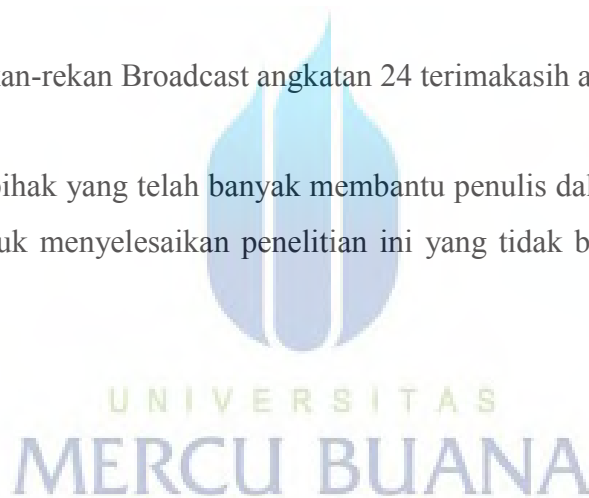 an-rekan Broadcast angkatan 24 terimakasih a
ihak yang telah banyak membantu penulis dal
uk menyelesaikan penelitian ini yang tidak b
UNIVERSITAS
MERCU BUANA